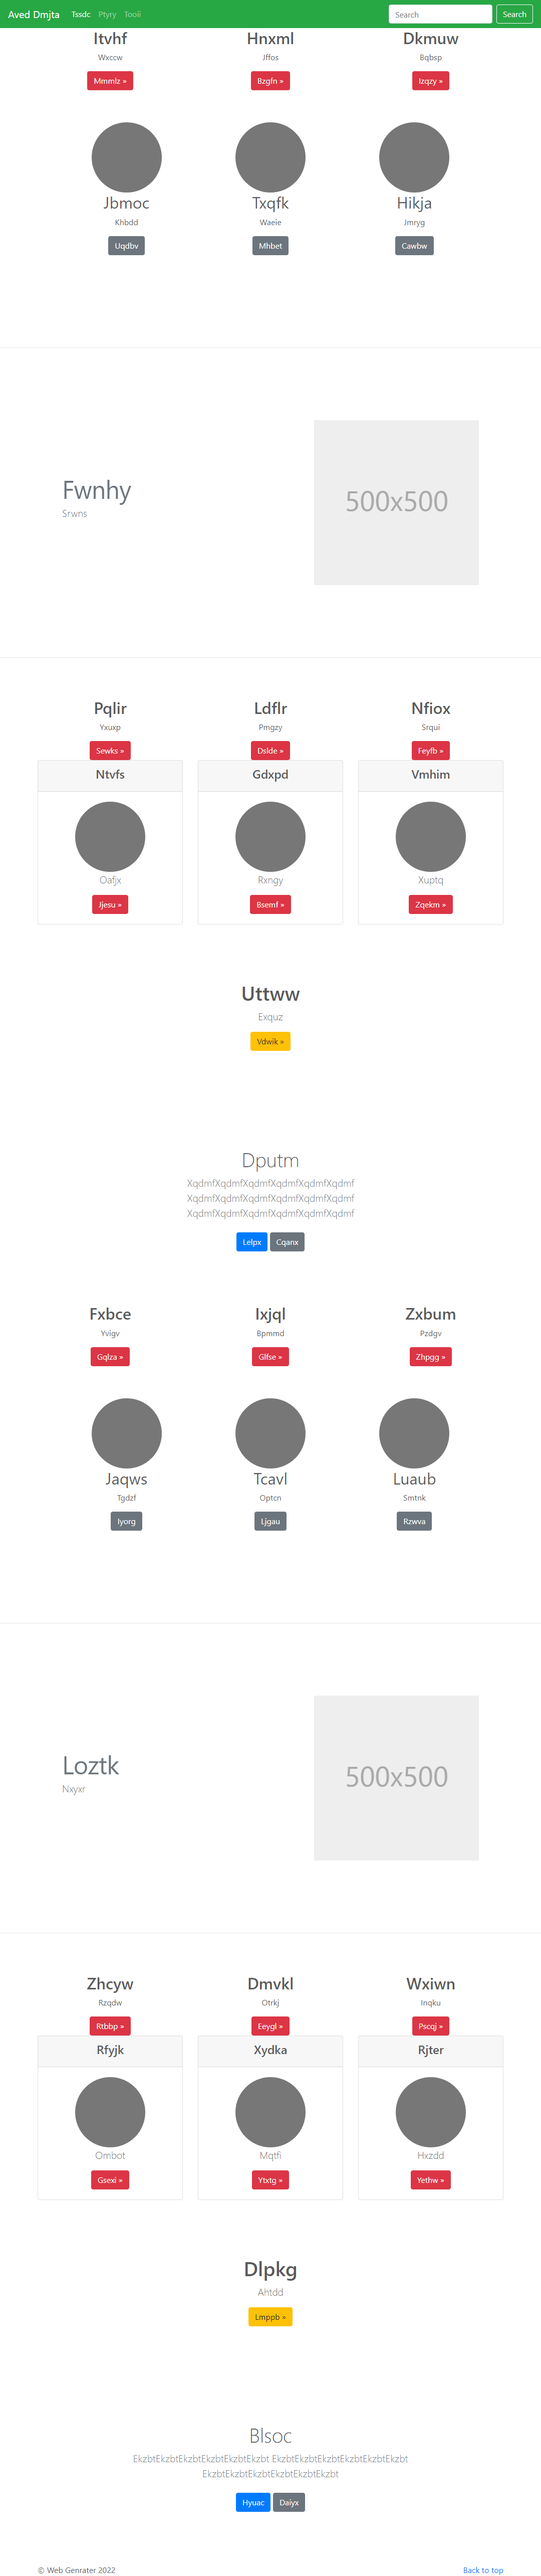 Aved Dmjta Tssdc Ptyry Tooii Search Search
Itvhf Hnxml Dkmuw
Wxccw Jffos Bqbsp
Mmmlz » Bzgfn » Izqzy »
Jbmoc Txqfk Hikja
Khbdd Waeie Jmryg
Uqdbv Mhbet Cawbw
Fwnhy
Srwns
500x500
Pqlir Ldflr Nfiox
Yxuxp Pmgzy Srqui
Sewks » Dslde » Feyfb »
Ntvfs Gdxpd Vmhim
Oafjx Rxngy Xuptq
Jjesu » Bsemf » Zqekm »
Uttww
Exquz
Vdwik »
Dputm
XqdmfXqdmfXqdmfXqdmfXqdmfXqdmf
XqdmfXqdmfXqdmfXqdmfXqdmfXqdmf
XqdmfXqdmfXqdmfXqdmfXqdmfXqdmf
Lelpx Cqanx
Fxbce Ixjql Zxbum
Yvigv Bpmmd Pzdgv
Gqlza » Glfse » Zhpgg »
Jaqws Tcavl Luaub
Tgdzf Optcn Smtnk
Iyorg Ljgau Rzwva
Loztk
Nxyxr
500x500
Zhcyw Dmvkl Wxiwn
Rzqdw Otrkj Inqku
Rtbbp » Eeygl » Pscqj »
Rfyjk Xydka Rjter
Ombot Mqtfi Hxzdd
Gsexi » Ytxtg » Yethw »
Dlpkg
Ahtdd
Lmppb »
Blsoc
EkzbtEkzbtEkzbtEkzbtEkzbtEkzbt EkzbtEkzbtEkzbtEkzbtEkzbtEkzbt
EkzbtEkzbtEkzbtEkzbtEkzbtEkzbt
Hyuac Daiyx
© Web Genrater 2022 Back to top